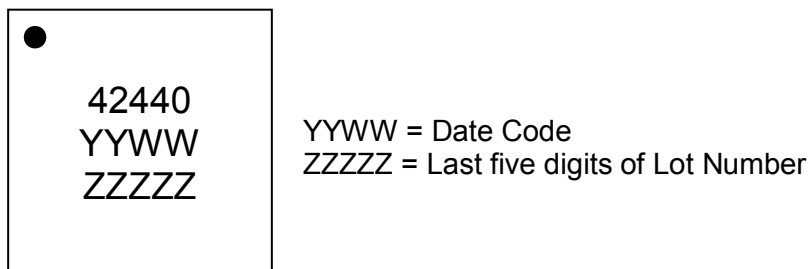 42440
YYWW
ZZZZZ
YYWW = Date Code
ZZZZZ = Last five digits of Lot Number